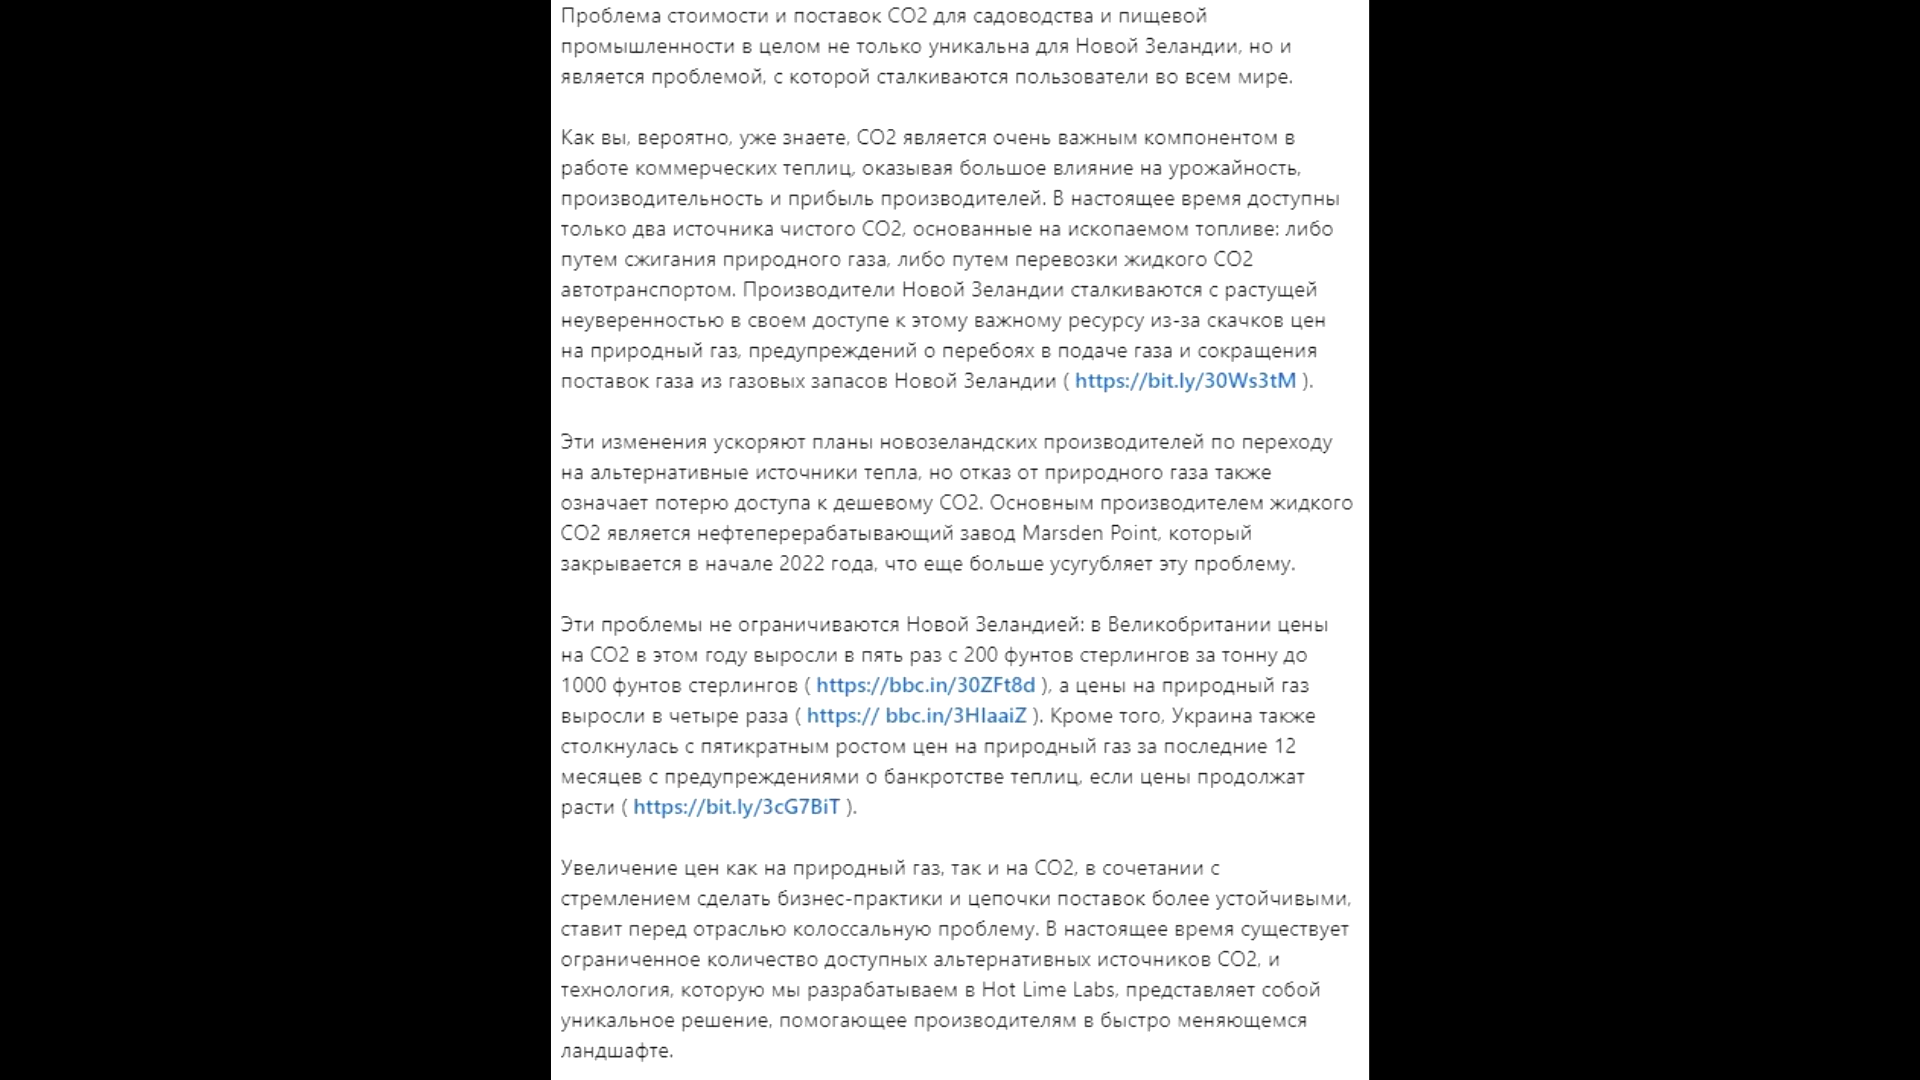 Проблема стоимости и поставок CO2 для садоводства и пищевой
промышленности в целом не только уникальна для Новой Зеландии, но и
является проблемой, с которой сталкиваются пользователи во всем мире.
Как вы, вероятно, уже знаете, CO2 является очень важным компонентом в
работе коммерческих теплиц, оказывая большое влияние на урожайность,
производительность и прибыль производителей. В настоящее время доступны
только два источника чистого CO2, основанные на ископаемом топливе: либо
путем сжигания природного газа, либо путем перевозки жидкого CO2
автотранспортом. Производители Новой Зеландии сталкиваются с растущей
неуверенностью в своем доступе к этому важному ресурсу из-за скачков цен
на природный газ, предупреждений о перебоях в подаче газа и сокращения
поставок газа из газовых запасов Новой Зеландии ( https://bit.ly/30Ws3tM ).
Эти изменения ускоряют планы новозеландских производителей по переходу
на альтернативные источники тепла, но отказ от природного газа также
означает потерю доступа к дешевому CO2. Основным производителем жидкого
CO2 является нефтеперерабатывающий завод Marsden Point, который
закрывается в начале 2022 года, что еще больше усугубляет эту проблему.
Эти проблемы не ограничиваются Новой Зеландией: в Великобритании цены
на CO2 в этом году выросли в пять раз с 200 фунтов стерлингов за тонну до
1000 фунтов стерлингов ( https://bbc.in/30ZFt8d ), а цены на природный газ
выросли в четыре раза ( https:// bbc.in/3HIaaiZ ). Кроме того, Украина также
столкнулась с пятикратным ростом цен на природный газ за последние 12
месяцев с предупреждениями о банкротстве теплиц, если цены продолжат
расти ( https://bit.ly/3cG7BiT ).
Увеличение цен как на природный газ, так и на CO2, в сочетании с
стремлением сделать бизнес-практики и цепочки поставок более устойчивыми,
ставит перед отраслью колоссальную проблему. В настоящее время существует
ограниченное количество доступных альтернативных источников CO2, и
технология, которую мы разрабатываем в Hot Lime Labs, представляет собой
уникальное решение, помогающее производителям в быстро меняющемся
ландшафте.